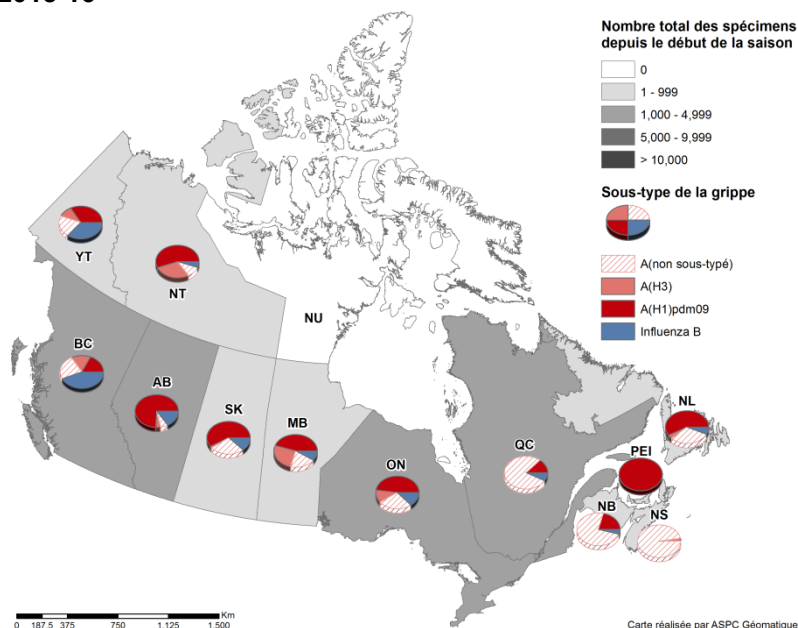 Nombre total des spécimens
depuis le début de la saison
0
1 - 999
1,000 - 4,999
5,000 - 9,999
> 10,000
Sous-type de la grippe
A(non sous-typé)
A(H3)
A(H1)pdm09
Influenza B
YT
NT
NU
BC
AB
SK
MB
ON
QC
NL
PEI
NB
NS
Km
0 187.5 375 750 1.125 1.500
Carte réalisée par ASPC Géomatique